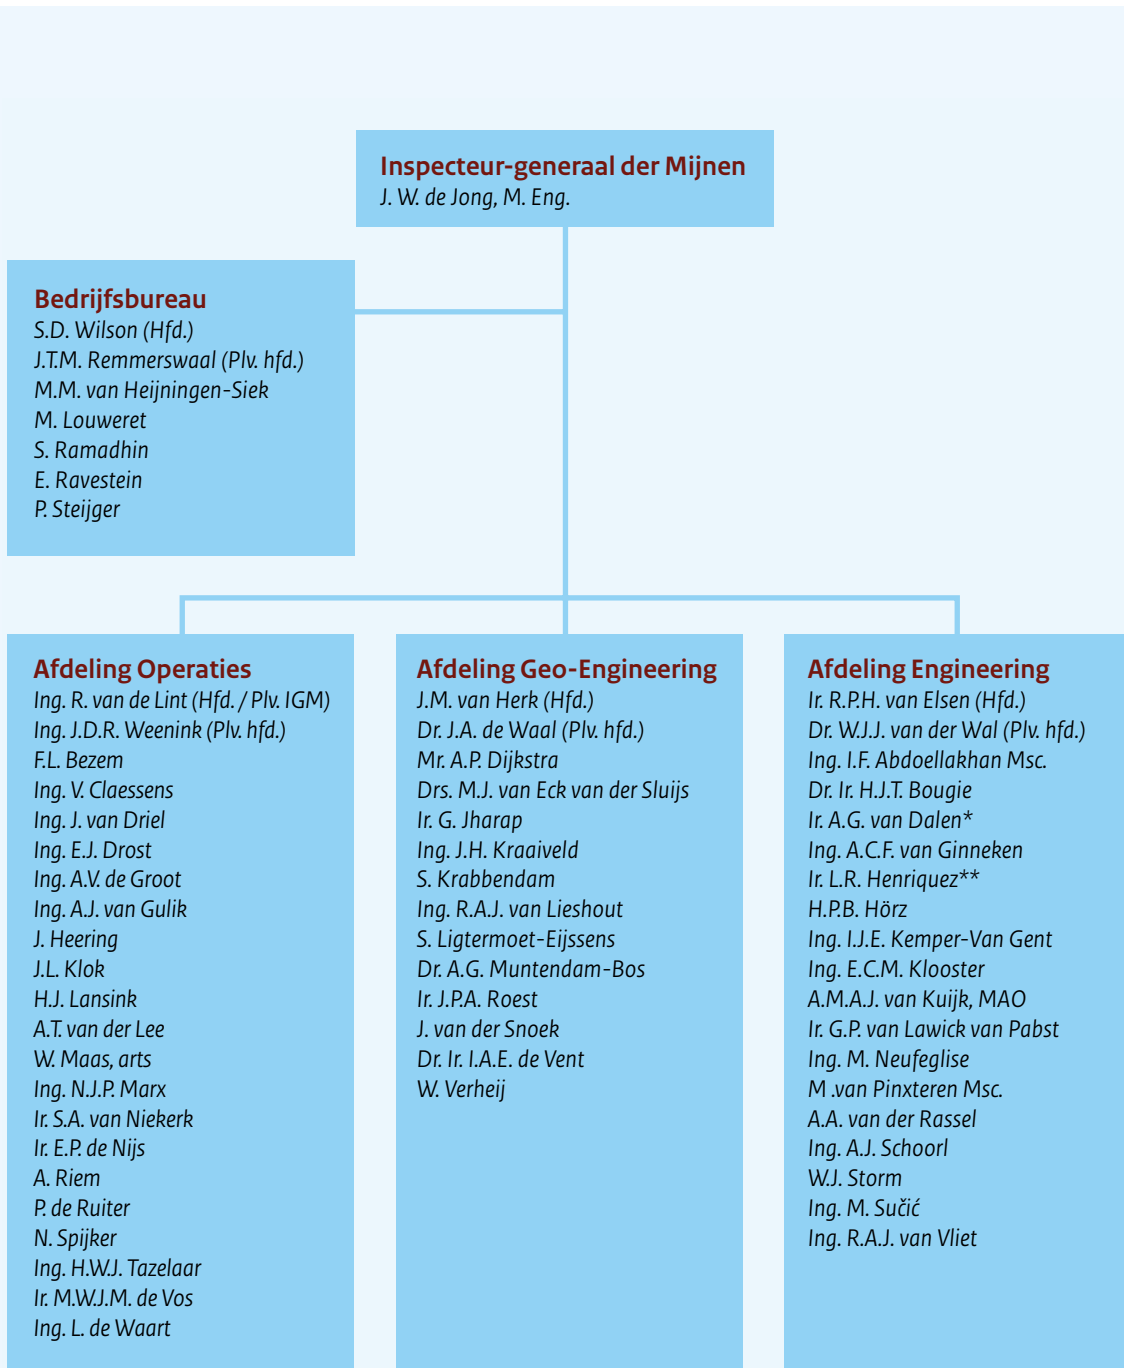 Inspecteur-generaal der Mijnen
J. W. de Jong, M. Eng.
Bedrijfsbureau
S.D. Wilson (Hfd.)
J.T.M. Remmerswaal (Plv. hfd.)
M.M. van Heijningen-Siek
M. Louweret
S. Ramadhin
E. Ravestein
P. Steijger
Afdeling Operaties
Ing. R. van de Lint (Hfd. / Plv. IGM)
Ing. J.D.R. Weenink (Plv. hfd.)
F.L. Bezem
Ing. V. Claessens
Ing. J. van Driel
Ing. E.J. Drost
Ing. A.V. de Groot
Ing. A.J. van Gulik
J. Heering
J.L. Klok
H.J. Lansink
A.T. van der Lee
W. Maas, arts
Ing. N.J.P. Marx
Ir. S.A. van Niekerk
Ir. E.P. de Nijs
A. Riem
P. de Ruiter
N. Spijker
Ing. H.W.J. Tazelaar
Ir. M.W.J.M. de Vos
Ing. L. de Waart
Afdeling Geo-Engineering
J.M. van Herk (Hfd.)
Dr. J.A. de Waal (Plv. hfd.)
Mr. A.P. Dijkstra
Drs. M.J. van Eck van der Sluijs
Ir. G. Jharap
Ing. J.H. Kraaiveld
S. Krabbendam
Ing. R.A.J. van Lieshout
S. Ligtermoet-Eijssens
Dr. A.G. Muntendam-Bos
Ir. J.P.A. Roest
J. van der Snoek
Dr. Ir. I.A.E. de Vent
W. Verheij
Afdeling Engineering
Ir. R.P.H. van Elsen (Hfd.)
Dr. W.J.J. van der Wal (Plv. hfd.)
Ing. I.F. Abdoellakhan Msc.
Dr. Ir. H.J.T. Bougie
Ir. A.G. van Dalen*
Ing. A.C.F. van Ginneken
Ir. L.R. Henriquez**
H.P.B. Hörz
Ing. I.J.E. Kemper-Van Gent
Ing. E.C.M. Klooster
A.M.A.J. van Kuijk, MAO
Ir. G.P. van Lawick van Pabst
Ing. M. Neufeglise
M .van Pinxteren Msc.
A.A. van der Rassel
Ing. A.J. Schoorl
W.J. Storm
Ing. M. Sučić
Ing. R.A.J. van Vliet